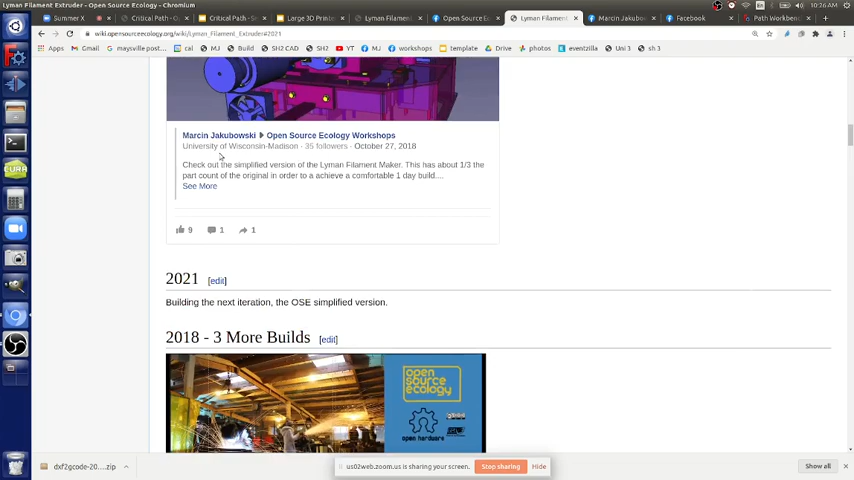 Lyman Filament Extruder - Open Source Ecology - Chromium
10:26 AM
Summer X
Critical Path - G
Critical Path - S
Large 3D Printe
Lyman Filament
Open Source Ec
Lyman Filament
Marcin Jakubow
Facebook
Path Workbenc
wiki.opensourceecology.org/wiki/Lyman_Filament_Extruder#2021
Apps M Gmail maysville post... cal MJ Build SH2 CAD SH2 YT MJ workshops template Drive photos eventzilla Uni 3 sh 3
Marcin Jakubowski Open Source Ecology Workshops
University of Wisconsin-Madison · 35 followers · October 27, 2018
Check out the simplified version of the Lyman Filament Maker. This has about 1/3 the
part count of the original in order to a achieve a comfortable 1 day build....
See More
9 1 1
2021 [edit]
Building the next iteration, the OSE simplified version.
2018 - 3 More Builds [edit]
open
source
ecology
open hardware
us02web.zoom.us is sharing your screen. Stop sharing Hide
dxf2gcode-20....zip
Show all